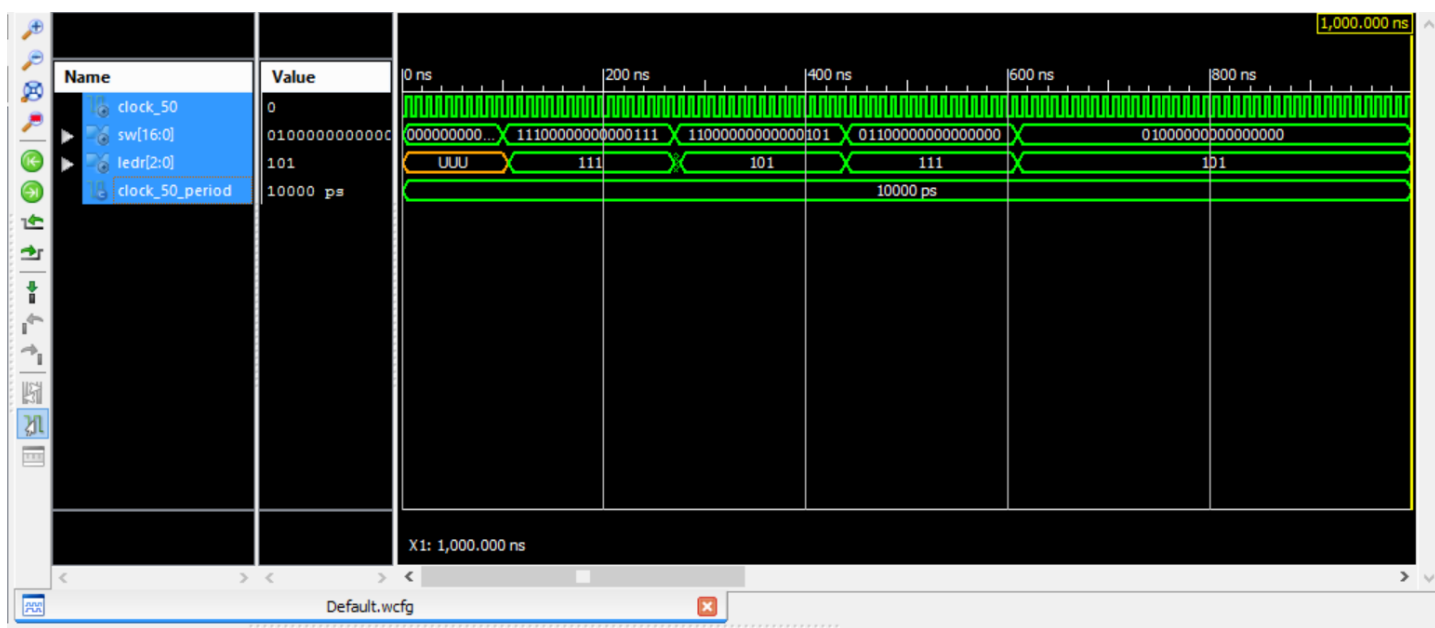 1,000.000 ns
Name Value 0 ns 200 ns 400 ns 600 ns 800 ns
clock_50 0
sw[16:0] 0100000000000 000000000... 11100000000000111 11000000000000101 01100000000000000 01000000000000000
ledr[2:0] 101 UUU 111 101 111 101
clock_50_period 10000 ps 10000 ps
X1: 1,000.000 ns
Default.wcfg